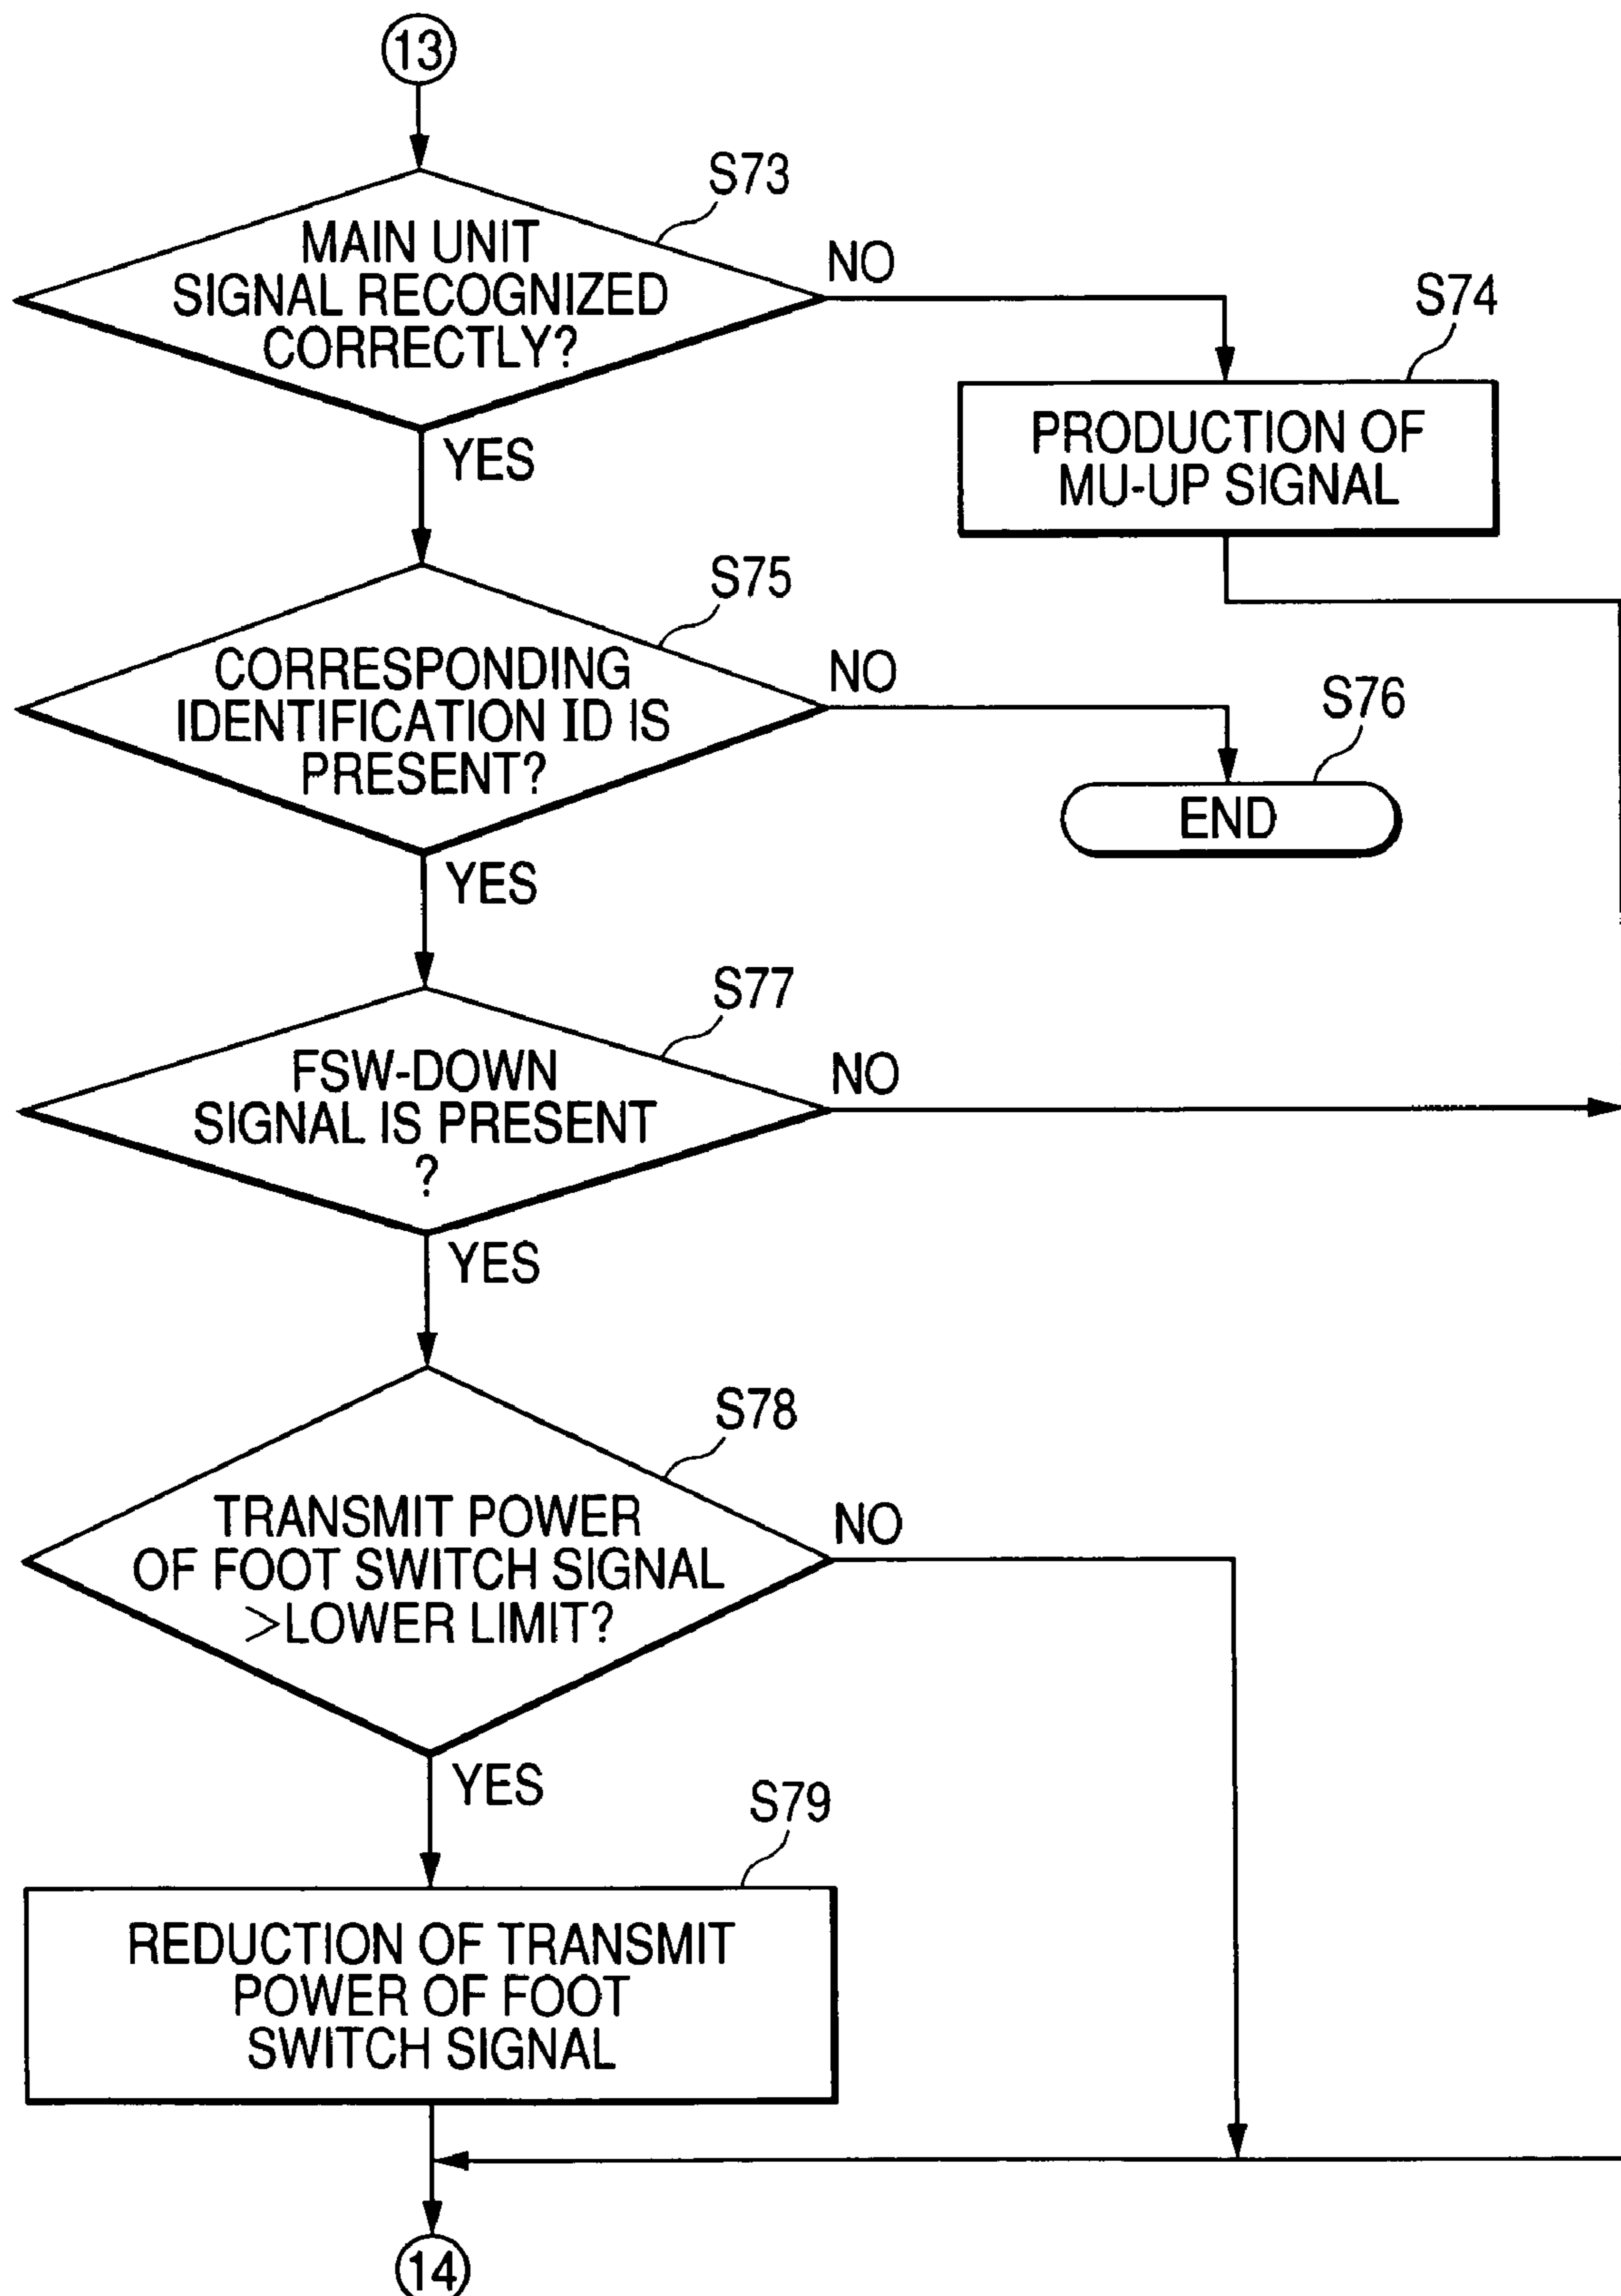 13
S73
MAIN UNIT
SIGNAL RECOGNIZED
CORRECTLY?
NO
YES
S74
PRODUCTION OF
MU-UP SIGNAL
S75
CORRESPONDING
IDENTIFICATION ID IS
PRESENT?
NO
YES
S76
END
S77
FSW-DOWN
SIGNAL IS PRESENT
?
NO
YES
S78
TRANSMIT POWER
OF FOOT SWITCH SIGNAL
>LOWER LIMIT?
NO
YES
S79
REDUCTION OF TRANSMIT
POWER OF FOOT
SWITCH SIGNAL
14